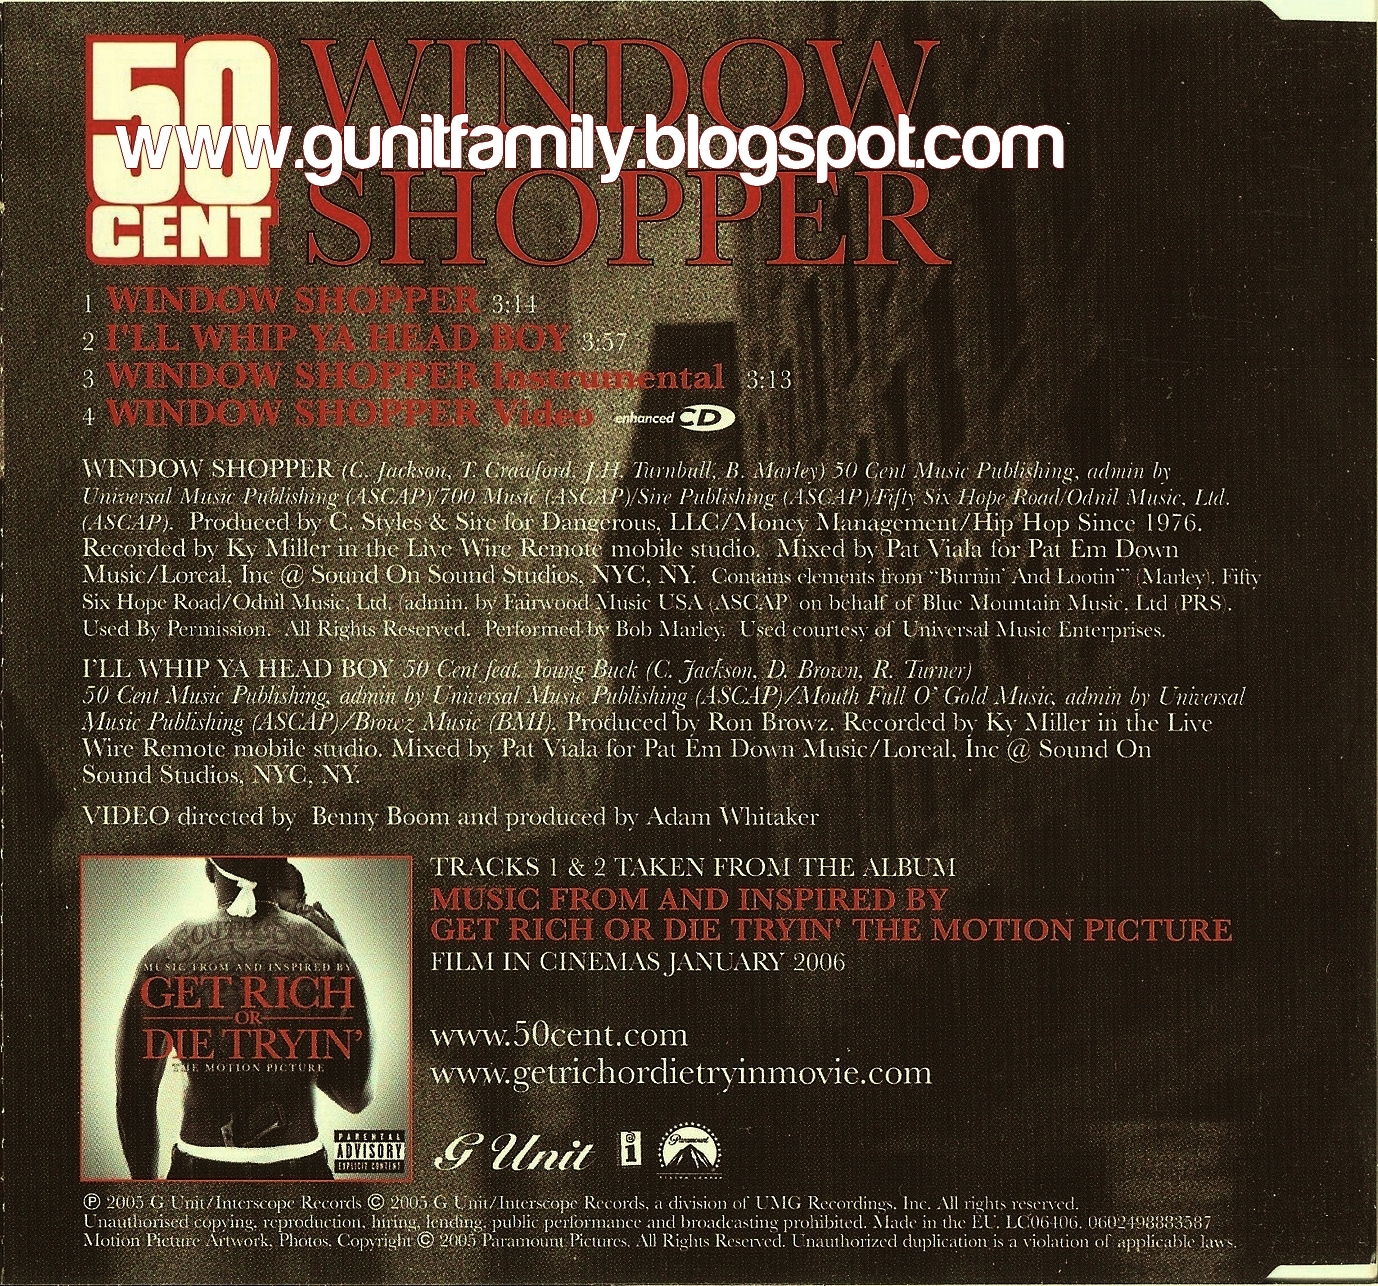 50
CENT
WINDOW
SHOPPER
www.gunitfamily.blogspot.com
1 WINDOW SHOPPER 3:14
2 I'LL WHIP YA HEAD BOY 3:57
3 WINDOW SHOPPER Instrumental 3:13
4 WINDOW SHOPPER Video enhanced CD
WINDOW SHOPPER (C. Jackson, T. Crawford, J.H. Turnbull, B. Marley) 50 Cent Music Publishing, admin by
Universal Music Publishing (ASCAP)/700 Music (ASCAP)/Sire Publishing (ASCAP)/Fifty Six Hope Road/Odnil Music, Ltd.
(ASCAP). Produced by C. Styles & Sire for Dangerous, LLC/Money Management/Hip Hop Since 1976.
Recorded by Ky Miller in the Live Wire Remote mobile studio. Mixed by Pat Viala for Pat Em Down
Music/Loreal, Inc @ Sound On Sound Studios, NYC, NY. Contains elements from “Burnin' And Lootin'” (Marley). Fifty
Six Hope Road/Odnil Music, Ltd. (admin. by Fairwood Music USA (ASCAP) on behalf of Blue Mountain Music, Ltd (PRS).
Used By Permission. All Rights Reserved. Performed by Bob Marley. Used courtesy of Universal Music Enterprises.
I'LL WHIP YA HEAD BOY 50 Cent feat. Young Buck (C. Jackson, D. Brown, R. Turner)
50 Cent Music Publishing, admin by Universal Music Publishing (ASCAP)/Mouth Full O' Gold Music, admin by Universal
Music Publishing (ASCAP)/Browz Music (BMI). Produced by Ron Browz. Recorded by Ky Miller in the Live
Wire Remote mobile studio. Mixed by Pat Viala for Pat Em Down Music/Loreal, Inc @ Sound On
Sound Studios, NYC, NY.
VIDEO directed by Benny Boom and produced by Adam Whitaker
TRACKS 1 & 2 TAKEN FROM THE ALBUM
MUSIC FROM AND INSPIRED BY
GET RICH OR DIE TRYIN' THE MOTION PICTURE
FILM IN CINEMAS JANUARY 2006
www.50cent.com
www.getrichordietryinmovie.com
MUSIC FROM AND INSPIRED BY
GET RICH
OR
DIE TRYIN'
THE MOTION PICTURE
PARENTAL
ADVISORY
EXPLICIT CONTENT
G Unit
Paramount
℗ 2005 G Unit/Interscope Records © 2005 G Unit/Interscope Records, a division of UMG Recordings, Inc. All rights reserved.
Unauthorised copying, reproduction, hiring, lending, public performance and broadcasting prohibited. Made in the EU. LC06406. 0602498883587
Motion Picture Artwork, Photos. Copyright © 2005 Paramount Pictures. All Rights Reserved. Unauthorized duplication is a violation of applicable laws.